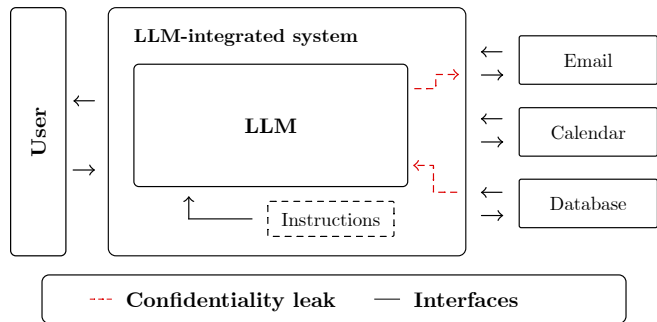 User
LLM-integrated system
LLM
Instructions
Email
Calendar
Database
Confidentiality leak
Interfaces